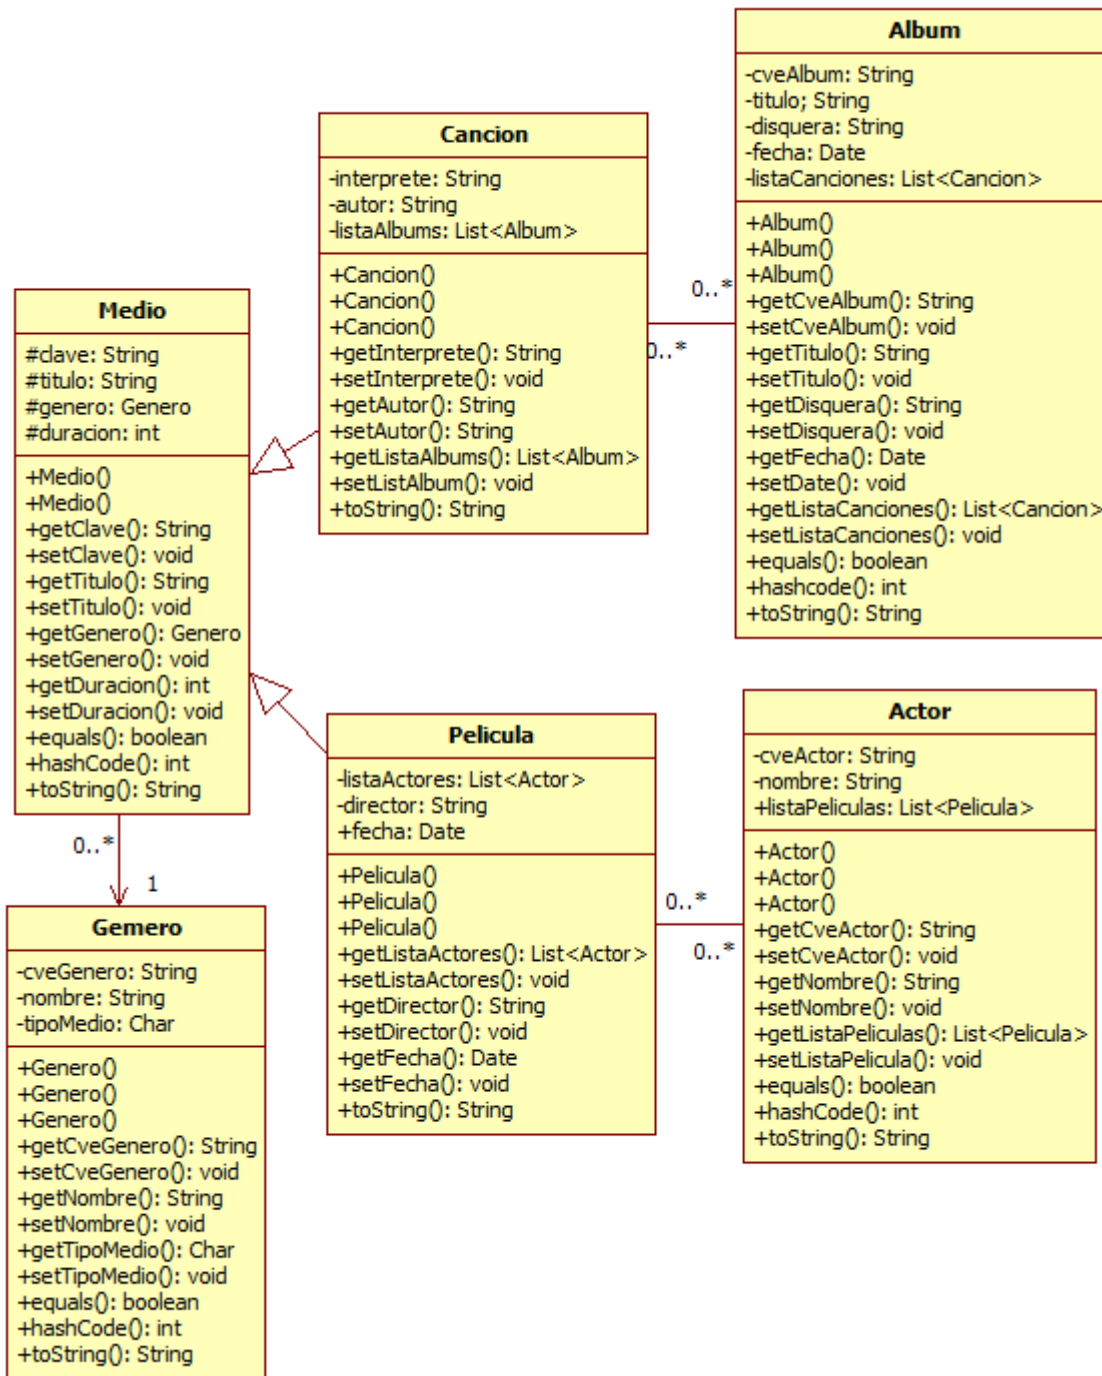 Album
-cveAlbum: String
-titulo; String
-disquera: String
-fecha: Date
-listaCanciones: List<Cancion>
+Album()
+Album()
+Album()
+getCveAlbum(): String
+setCveAlbum(): void
+getTitulo(): String
+setTitulo(): void
+getDisquera(): String
+setDisquera(): void
+getFecha(): Date
+setDate(): void
+getListaCanciones(): List<Cancion>
+setListaCanciones(): void
+equals(): boolean
+hashcode(): int
+toString(): String
Cancion
-interprete: String
-autor: String
-listaAlbums: List<Album>
+Cancion()
+Cancion()
+Cancion()
+getInterprete(): String
+setInterprete(): void
+getAutor(): String
+setAutor(): String
+getListaAlbums(): List<Album>
+setListAlbum(): void
+toString(): String
0..*
0..*
Medio
#clave: String
#titulo: String
#genero: Genero
#duracion: int
+Medio()
+Medio()
+getClave(): String
+setClave(): void
+getTitulo(): String
+setTitulo(): void
+getGenero(): Genero
+setGenero(): void
+getDuracion(): int
+setDuracion(): void
+equals(): boolean
+hashCode(): int
+toString(): String
0..*
1
Pelicula
-listaActores: List<Actor>
-director: String
+fecha: Date
+Pelicula()
+Pelicula()
+Pelicula()
+getListaActores(): List<Actor>
+setListaActores(): void
+getDirector(): String
+setDirector(): void
+getFecha(): Date
+setFecha(): void
+toString(): String
0..*
0..*
Actor
-cveActor: String
-nombre: String
+listaPeliculas: List<Pelicula>
+Actor()
+Actor()
+Actor()
+getCveActor(): String
+setCveActor(): void
+getNombre(): String
+setNombre(): void
+getListaPeliculas(): List<Pelicula>
+setListaPelicula(): void
+equals(): boolean
+hashCode(): int
+toString(): String
Gemero
-cveGenero: String
-nombre: String
-tipoMedio: Char
+Genero()
+Genero()
+Genero()
+getCveGenero(): String
+setCveGenero(): void
+getNombre(): String
+setNombre(): void
+getTipoMedio(): Char
+setTipoMedio(): void
+equals(): boolean
+hashCode(): int
+toString(): String